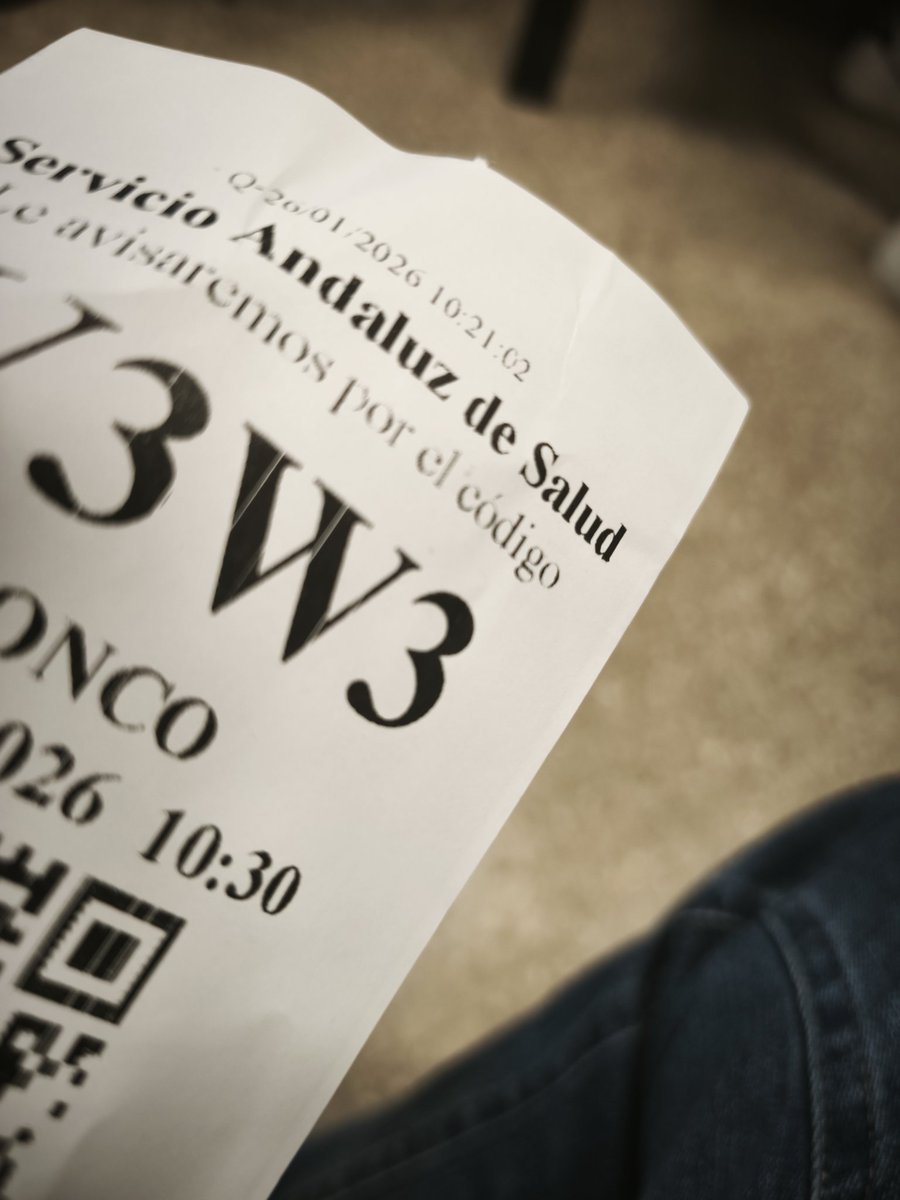 Q-26/01/2026 10:21:02
Servicio Andaluz de Salud
Le avisaremos por el código
V3W3
ONCO
026 10:30